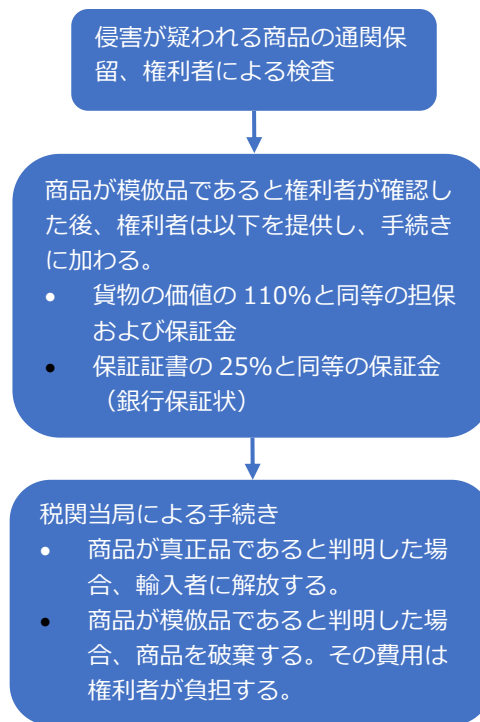 侵害が疑われる商品の通関保
留、権利者による検査
商品が模倣品であると権利者が確認し
た後、権利者は以下を提供し、手続き
に加わる。
• 貨物の価値の 110%と同等の担保
および保証金
• 保証証書の 25%と同等の保証金
（銀行保証状）
税関当局による手続き
• 商品が真正品であると判明した場
合、輸入者に解放する。
• 商品が模倣品であると判明した場
合、商品を破棄する。その費用は
権利者が負担する。